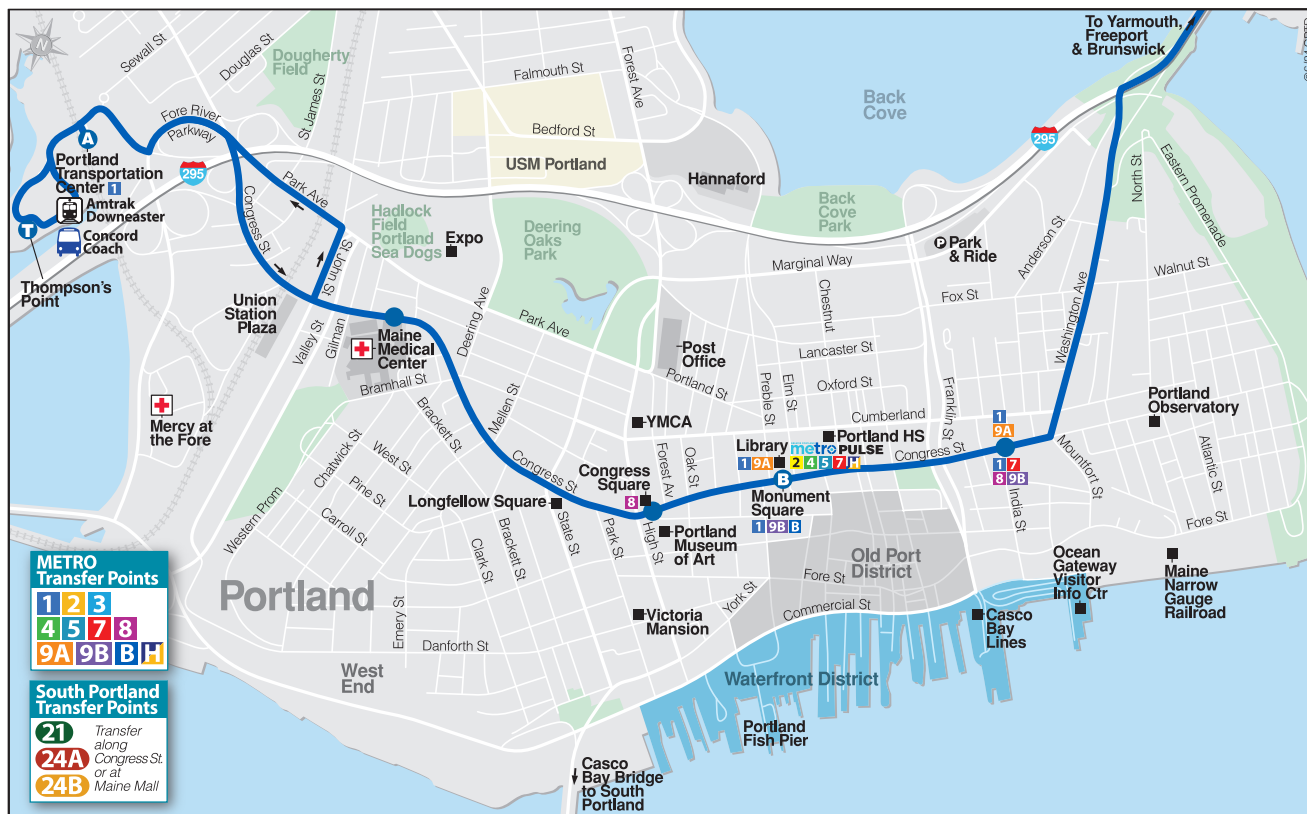 To Yarmouth,
Freeport
& Brunswick
N
Sewall St
Douglas St
Dougherty
Field
St James St
Falmouth St
Forest Ave
Back
Cove
Fore River
Parkway
A
Portland
Transportation
Center 1
Amtrak
Downeaster
Concord
Coach
T
Thompson's
Point
295
Bedford St
USM Portland
Hannaford
295
North St
Eastern Promenade
Park Ave
Congress St
St John St
Hadlock
Field
Portland
Sea Dogs
Expo
Deering
Oaks
Park
Back
Cove
Park
P Park
& Ride
Anderson St
Marginal Way
Walnut St
Fox St
Washington Ave
Union
Station
Plaza
Valley St
Gilman
Maine
Medical
Center
Deering Ave
Park Ave
Post
Office
Chestnut
Lancaster St
Bramhall St
Portland St
Preble St
Elm St
Oxford St
Franklin St
Mercy at
the Fore
Brackett St
Mellen St
YMCA
Cumberland
Portland
Observatory
1
9A
Library
metro PULSE
Portland HS
1 9A 2 4 5 7 H
Congress St
Chadwick St
West St
Pine St
Carroll St
Western Prom
Congress St
Congress
Square
8
Forest Av
Oak St
B
Monument
Square
1 9B B
1 7
8 9B
India St
Mountfort St
Atlantic St
Longfellow Square
Fore St
Clark St
Brackett St
State St
Park St
High St
Portland
Museum
of Art
Old Port
District
Ocean
Gateway
Visitor
Info Ctr
Maine
Narrow
Gauge
Railroad
METRO
Transfer Points
1 2 3
4 5 7 8
9A 9B B H
Portland
Emery St
York St
Fore St
Commercial St
Victoria
Mansion
Casco
Bay
Lines
Danforth St
West
End
Waterfront District
South Portland
Transfer Points
21
24A
24B
Transfer
along
Congress St.
or at
Maine Mall
Portland
Fish Pier
Casco
Bay Bridge
to South
Portland